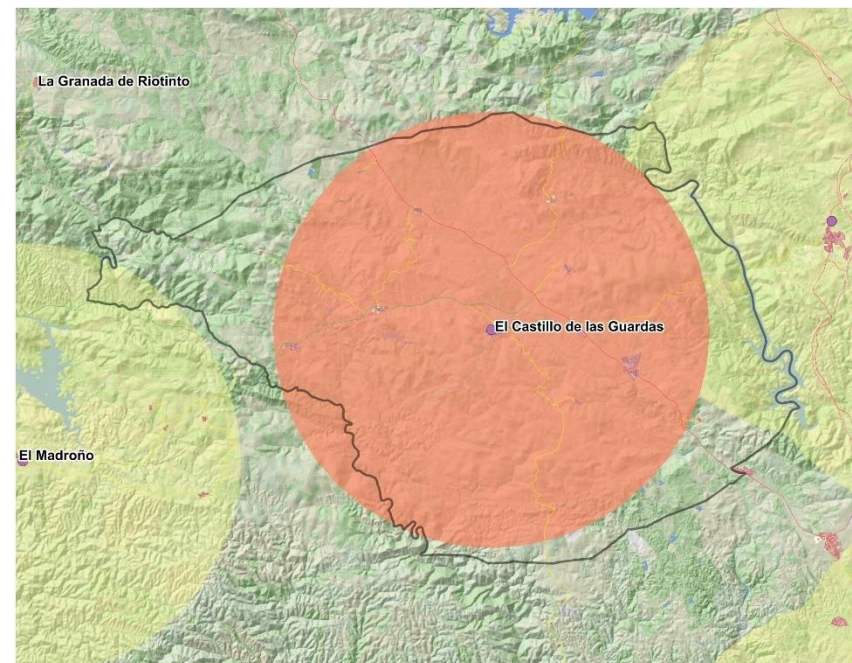 La Granada de Riotinto
El Castillo de las Guardas
El Madroño